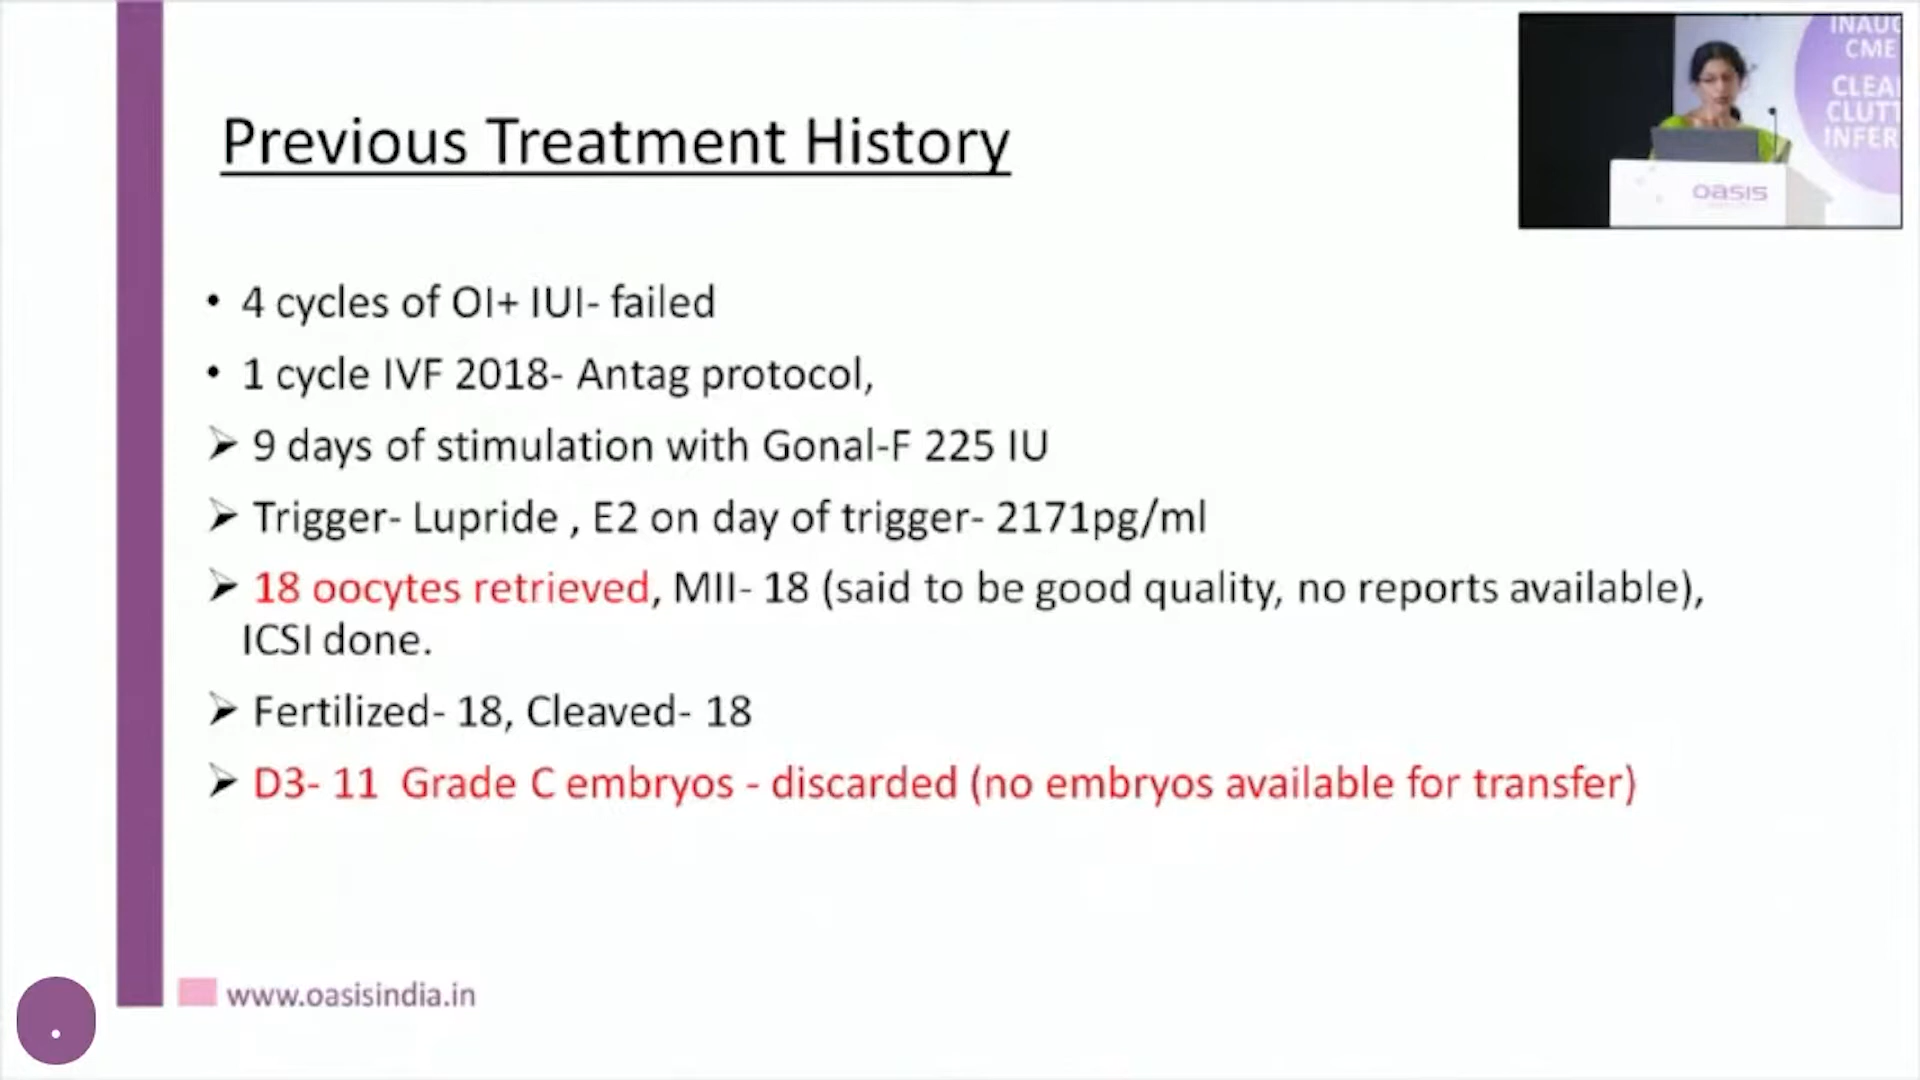 INAUG
CME
CLEA
CLUTT
INFER
oasis
Previous Treatment History
• 4 cycles of OI+ IUI- failed
• 1 cycle IVF 2018- Antag protocol,
➢ 9 days of stimulation with Gonal-F 225 IU
➢ Trigger- Lupride , E2 on day of trigger- 2171pg/ml
➢ 18 oocytes retrieved, MII- 18 (said to be good quality, no reports available),
ICSI done.
➢ Fertilized- 18, Cleaved- 18
➢ D3- 11 Grade C embryos - discarded (no embryos available for transfer)
www.oasisindia.in